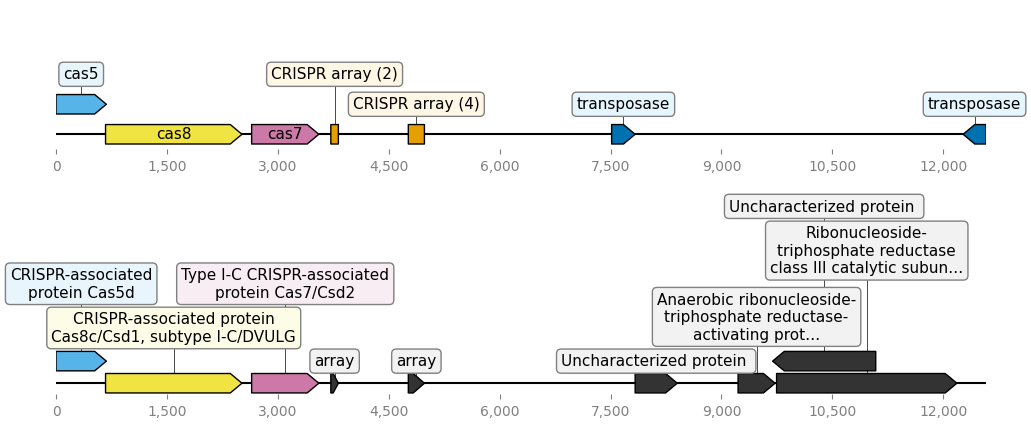 cas5
CRISPR array (2)
CRISPR array (4)
transposase
transposase
cas8
cas7
0
1,500
3,000
4,500
6,000
7,500
9,000
10,500
12,000
Uncharacterized protein
Ribonucleoside-
triphosphate reductase
class III catalytic subun...
CRISPR-associated
protein Cas5d
Type I-C CRISPR-associated
protein Cas7/Csd2
Anaerobic ribonucleoside-
triphosphate reductase-
activating prot...
CRISPR-associated protein
Cas8c/Csd1, subtype I-C/DVULG
array
array
Uncharacterized protein
0
1,500
3,000
4,500
6,000
7,500
9,000
10,500
12,000